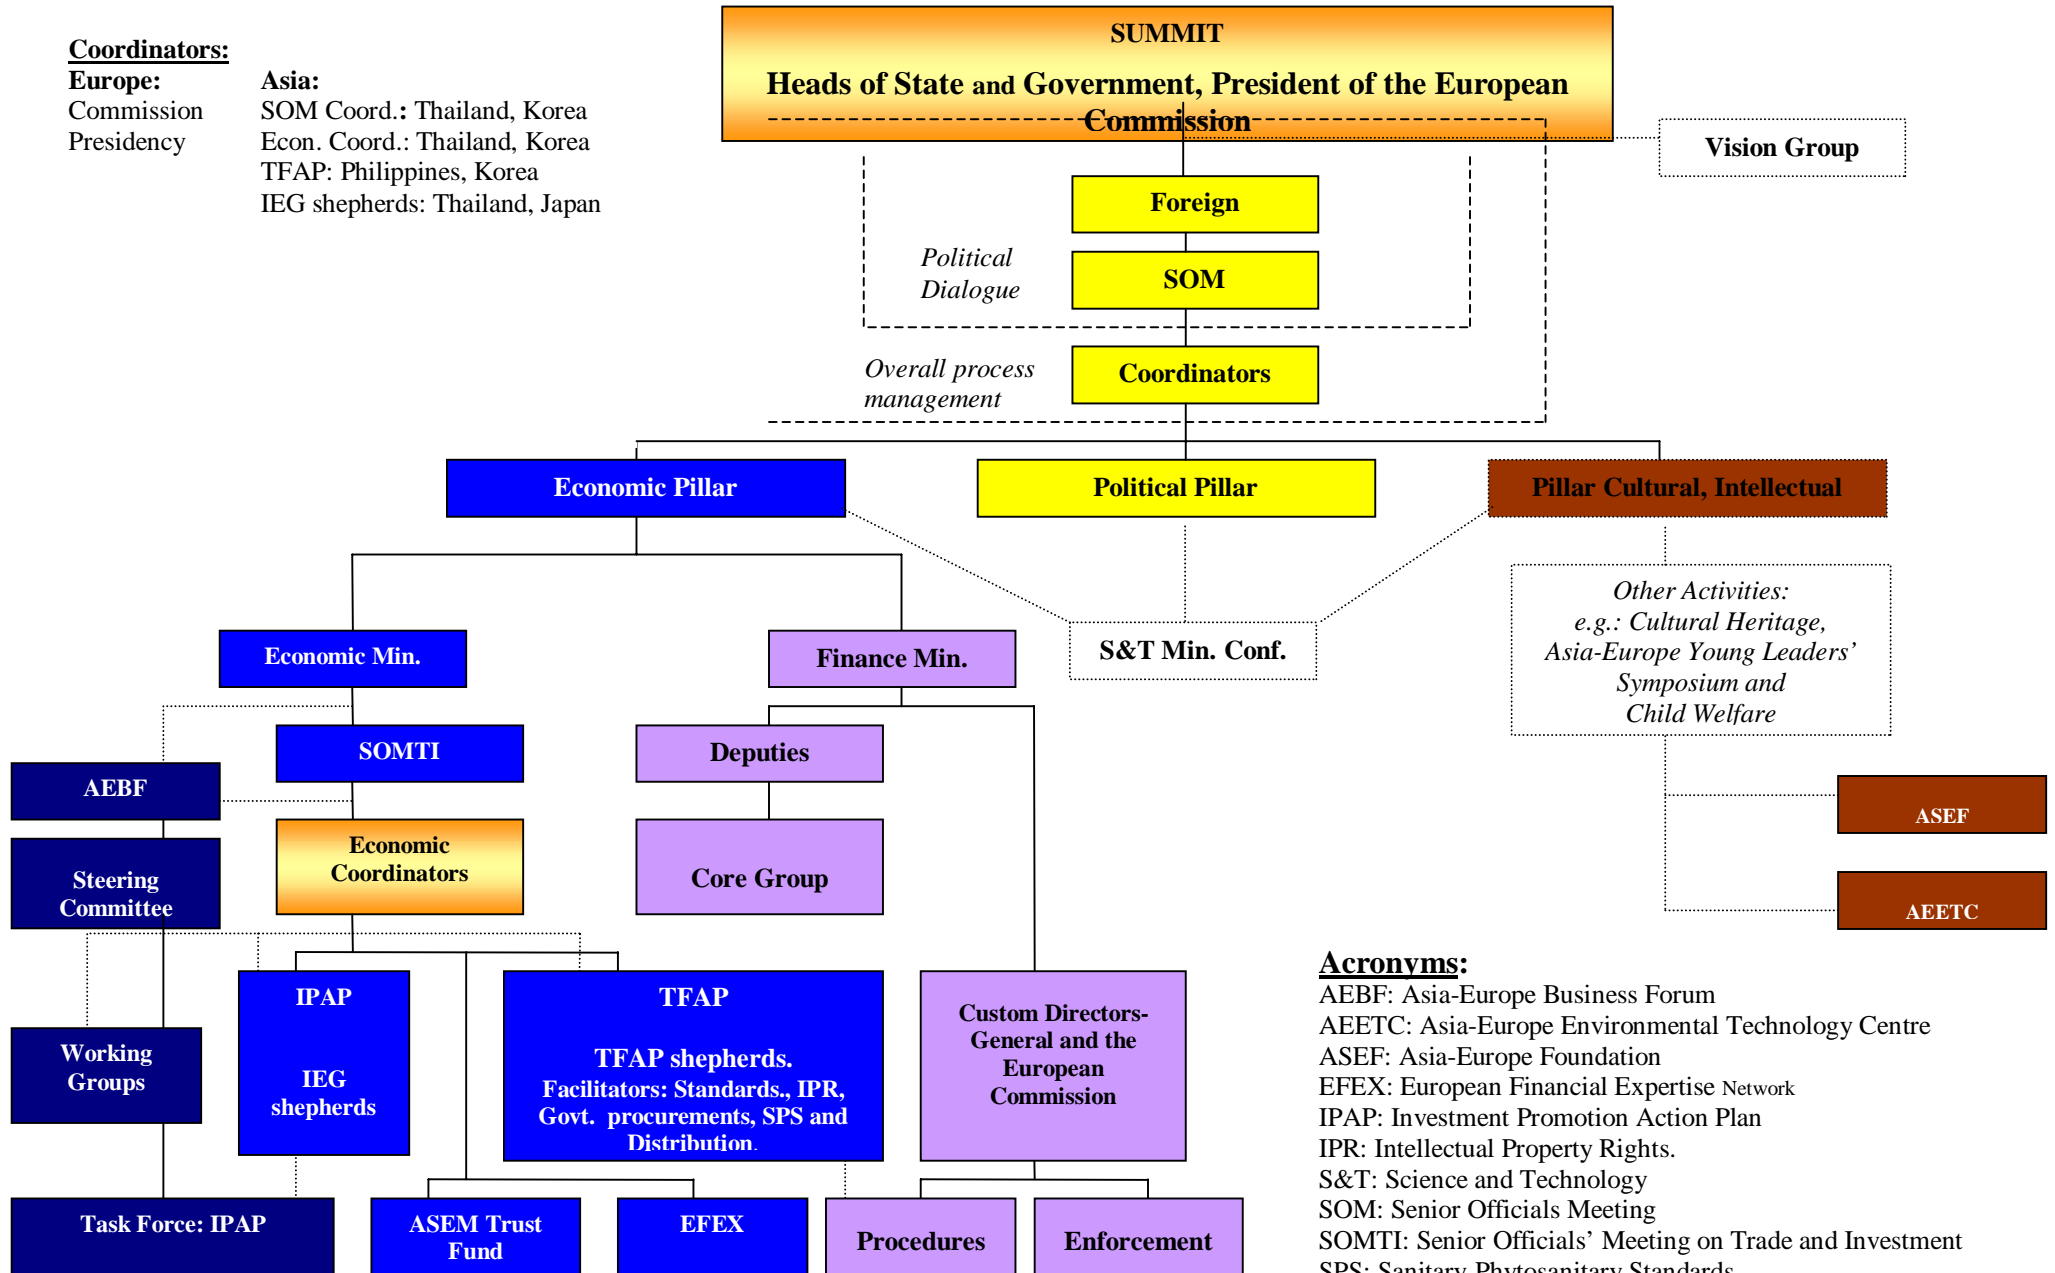 Coordinators:
Europe:
Commission
Presidency
Asia:
SOM Coord.: Thailand, Korea
Econ. Coord.: Thailand, Korea
TFAP: Philippines, Korea
IEG shepherds: Thailand, Japan
SUMMIT
Heads of State and Government, President of the European
Commission
Vision Group
Foreign
Political
Dialogue
SOM
Overall process
management
Coordinators
Economic Pillar
Political Pillar
Pillar Cultural, Intellectual
Other Activities:
e.g.: Cultural Heritage,
Asia-Europe Young Leaders'
Symposium and
Child Welfare
Economic Min.
Finance Min.
S&T Min. Conf.
SOMTI
Deputies
AEBF
ASEF
Economic
Coordinators
Core Group
Steering
Committee
AEETC
IPAP
IEG
shepherds
TFAP
TFAP shepherds.
Facilitators: Standards., IPR,
Govt. procurements, SPS and
Distribution.
Custom Directors-
General and the
European
Commission
Working
Groups
Task Force: IPAP
ASEM Trust
Fund
EFEX
Procedures
Enforcement
Acronyms:
AEBF: Asia-Europe Business Forum
AEETC: Asia-Europe Environmental Technology Centre
ASEF: Asia-Europe Foundation
EFEX: European Financial Expertise Network
IPAP: Investment Promotion Action Plan
IPR: Intellectual Property Rights.
S&T: Science and Technology
SOM: Senior Officials Meeting
SOMTI: Senior Officials' Meeting on Trade and Investment
SPS: Sanitary Phytosanitary Standards